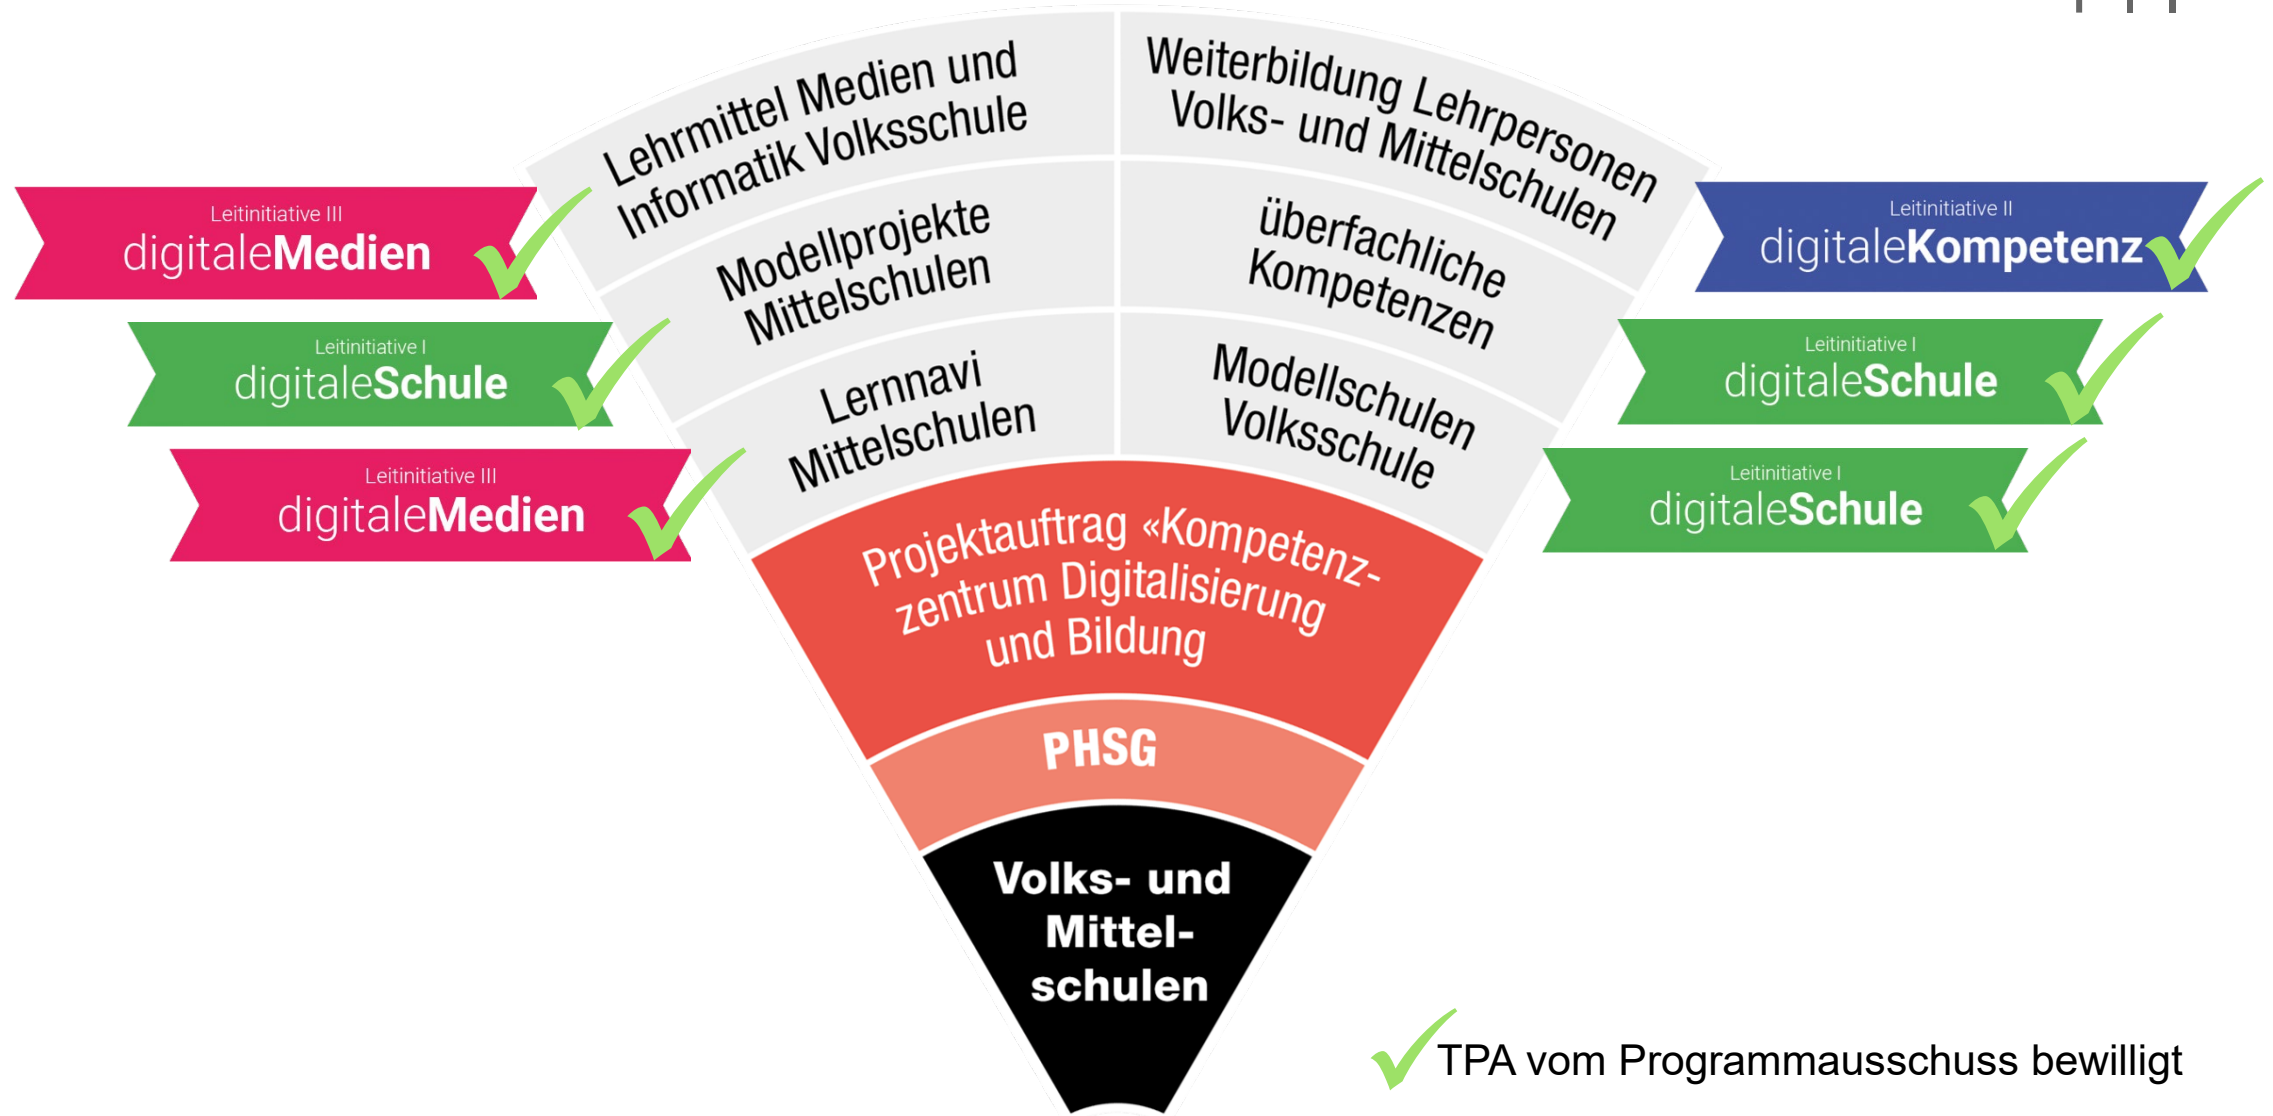 Lehrmittel Medien und
Informatik Volksschule
Weiterbildung Lehrpersonen
Volks- und Mittelschulen
Leitinitiative III
digitaleMedien
Modellprojekte
Mittelschulen
überfachliche
Kompetenzen
Leitinitiative II
digitaleKompetenz
Leitinitiative I
digitaleSchule
Lernnavi
Mittelschulen
Modellschulen
Volksschule
Leitinitiative I
digitaleSchule
Leitinitiative III
digitaleMedien
Leitinitiative I
digitaleSchule
Projektauftrag «Kompetenz-
zentrum Digitalisierung
und Bildung
PHSG
Volks- und
Mittel-
schulen
TPA vom Programmausschuss bewilligt